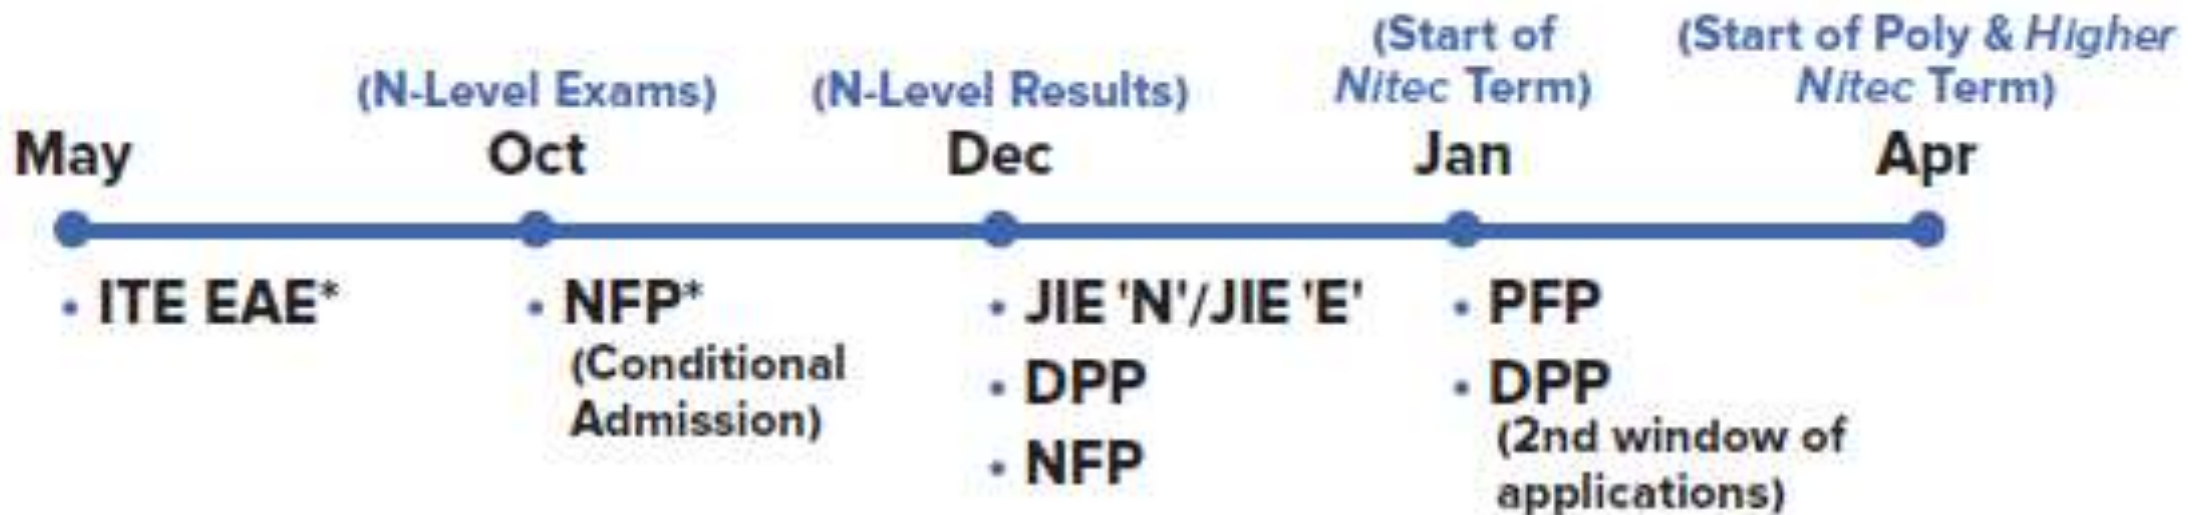 (Start of
(Start of Poly & Higher
(N-Level Exams)
(N-Level Results)
Nitec Term)
Nitec Term)
May
Oct
Dec
Jan
Apr
• ITE EAE*
• NFP*
(Conditional
Admission)
• JIE 'N'/JIE 'E'
• DPP
• NFP
• PFP
• DPP
(2nd window of
applications)